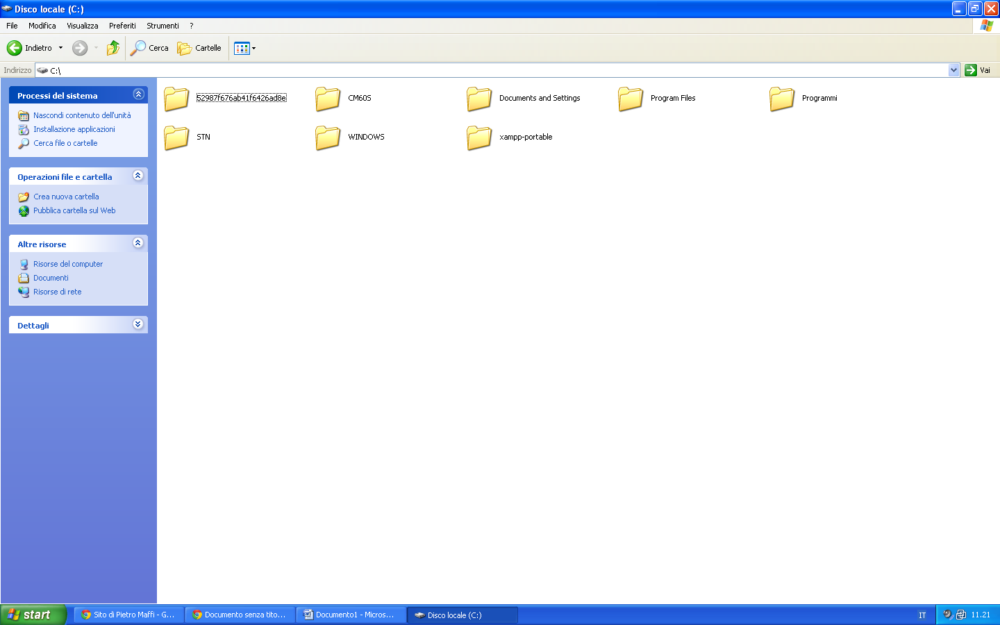 Disco locale (C:)
File Modifica Visualizza Preferiti Strumenti ?
Indietro Cerca Cartelle
Indirizzo C:\ Vai
Processi del sistema
Nascondi contenuto dell'unità
Installazione applicazioni
Cerca file o cartelle
Operazioni file e cartella
Crea nuova cartella
Pubblica cartella sul Web
Altre risorse
Risorse del computer
Documenti
Risorse di rete
Dettagli
52987f676ab41f6426ad8e CM60S Documents and Settings Program Files Programmi
STN WINDOWS xampp-portable
start Sito di Pietro Maffi - G... Documento senza tito... Documento1 - Micros... Disco locale (C:) IT 11.21